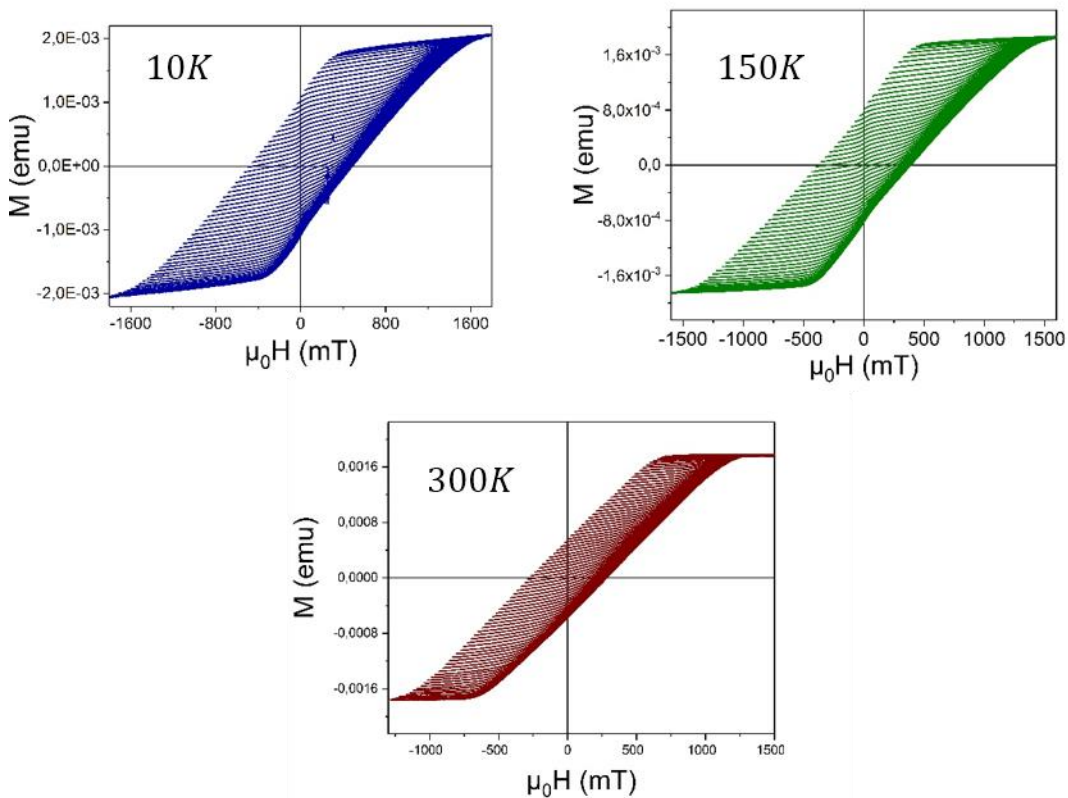 10K
M (emu)
2,0E-03
1,0E-03
0,0E+00
-1,0E-03
-2,0E-03
-1600 -800 0 800 1600
μ₀H (mT)
150K
M (emu)
1,6x10⁻³
8,0x10⁻⁴
0,0
-8,0x10⁻⁴
-1,6x10⁻³
-1500 -1000 -500 0 500 1000 1500
μ₀H (mT)
300K
M (emu)
0,0016
0,0008
0,0000
-0,0008
-0,0016
-1000 -500 0 500 1000 1500
μ₀H (mT)